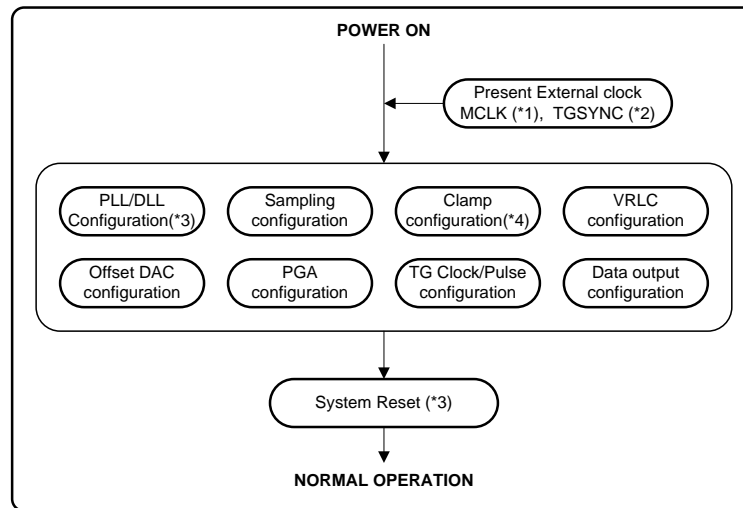 POWER ON
Present External clock
MCLK (*1),  TGSYNC (*2)
PLL/DLL
Configuration(*3)
Sampling
configuration
Clamp
configuration(*4)
VRLC
configuration
Offset DAC
configuration
PGA
configuration
TG Clock/Pulse
configuration
Data output
configuration
System Reset (*3)
NORMAL OPERATION